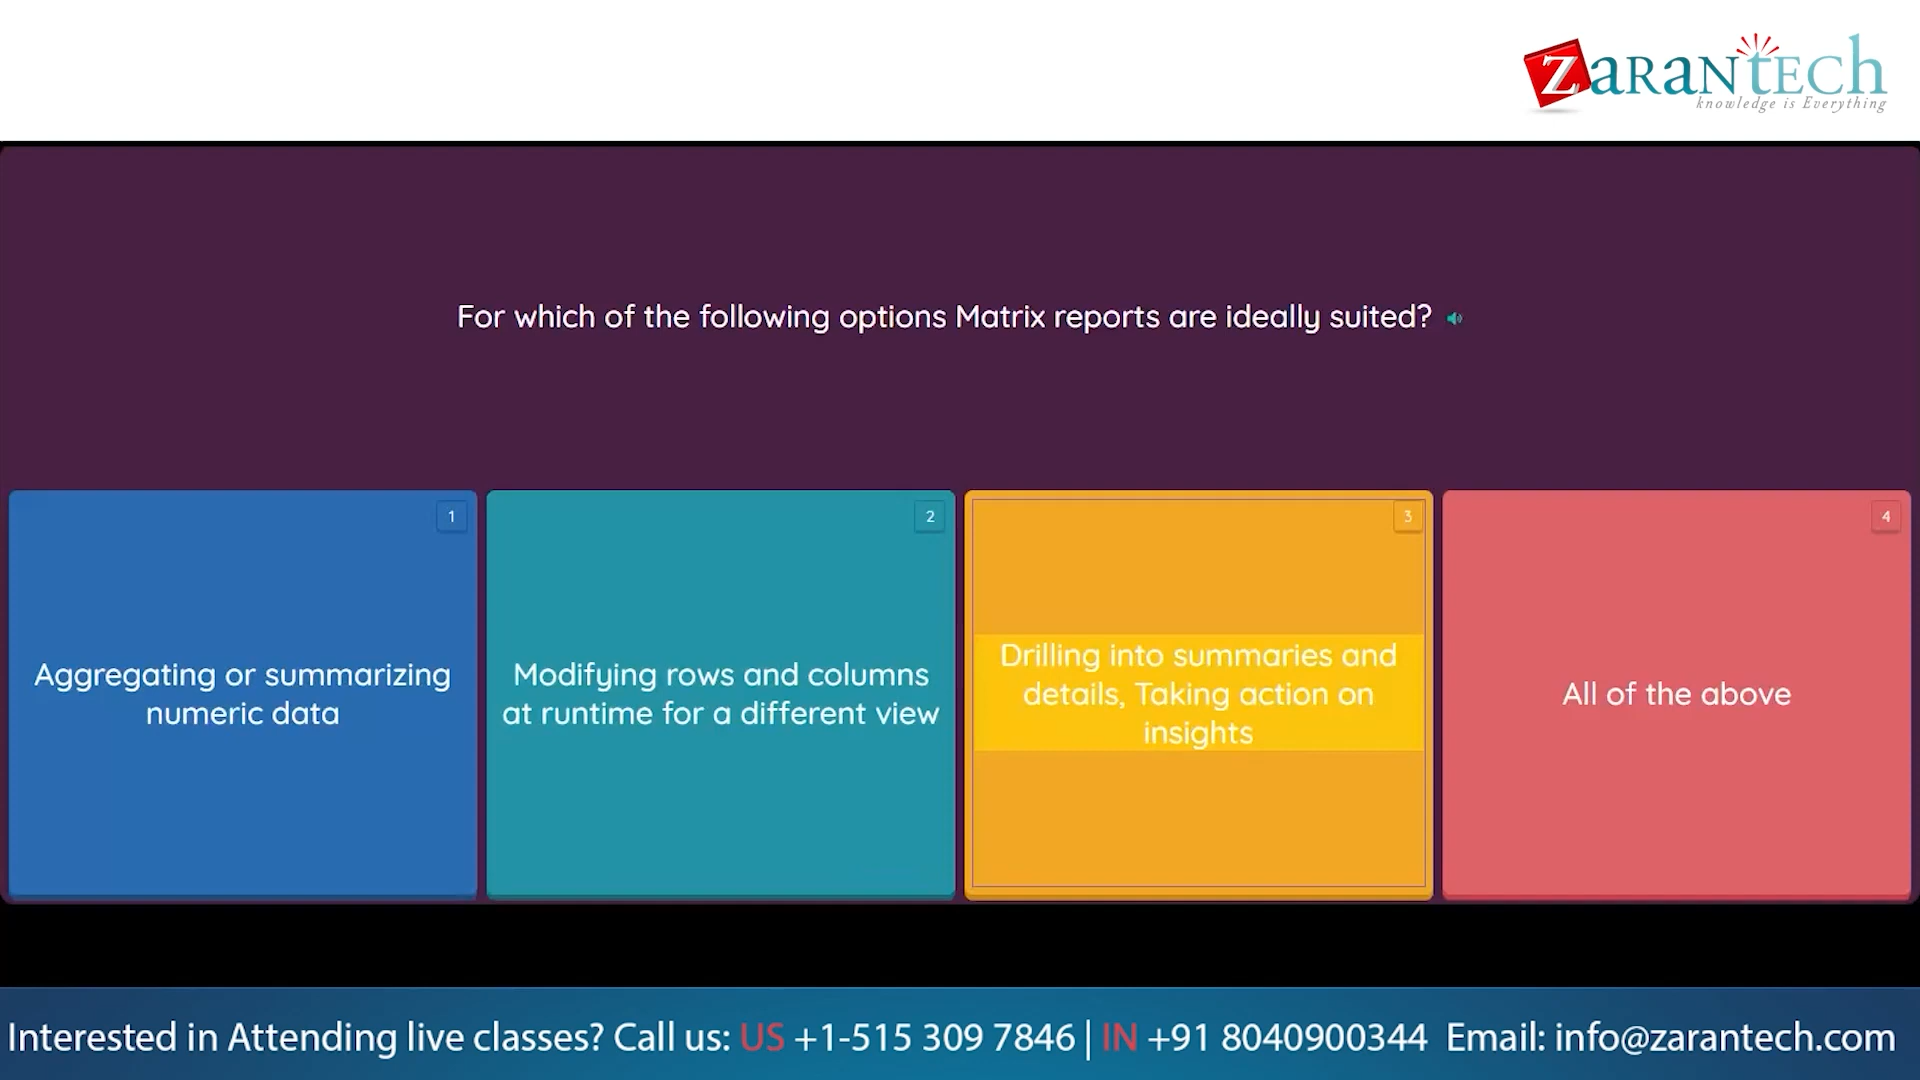 ZARANTECH
knowledge is Everything
For which of the following options Matrix reports are ideally suited?
1
Aggregating or summarizing
numeric data
2
Modifying rows and columns
at runtime for a different view
3
Drilling into summaries and
details, Taking action on
insights
4
All of the above
Interested in Attending live classes? Call us: US +1-515 309 7846 | IN +91 8040900344 Email: info@zarantech.com